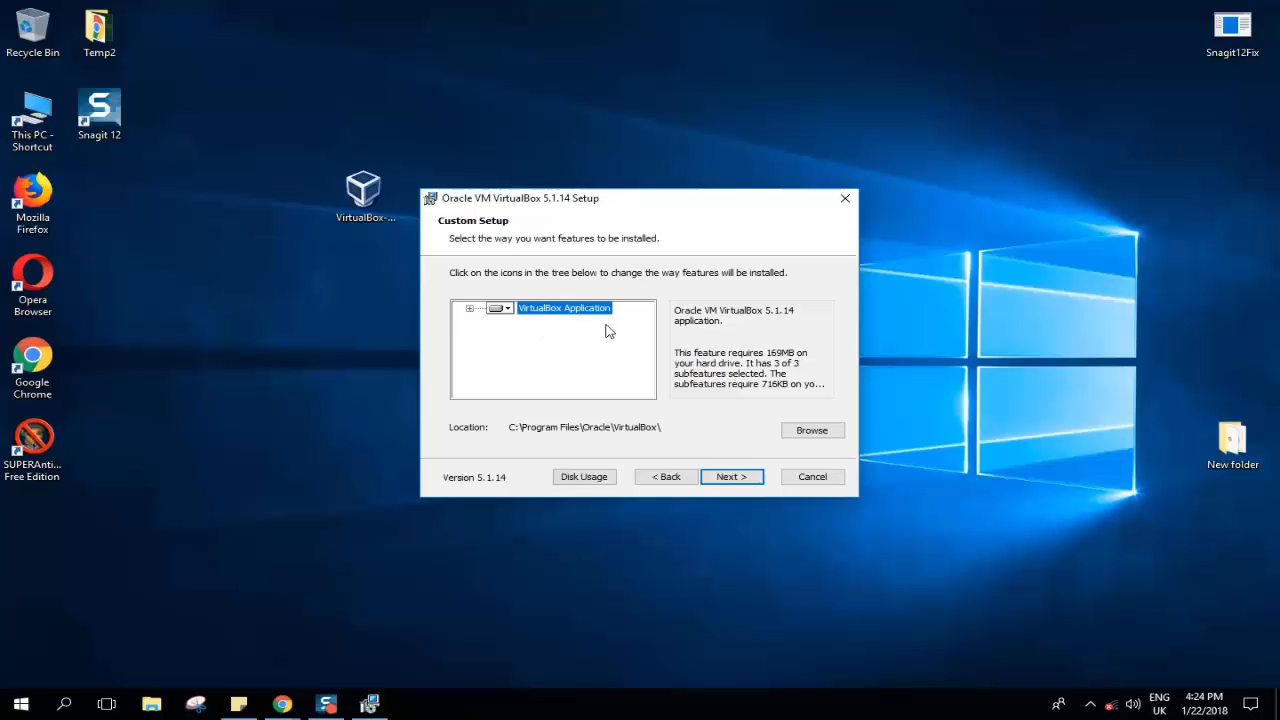 Recycle Bin
Temp2
Snagit12Fix
This PC -
Shortcut
Snagit 12
Mozilla
Firefox
VirtualBox-...
Opera
Browser
Google
Chrome
SUPERAnti...
Free Edition
New folder
Oracle VM VirtualBox 5.1.14 Setup
Custom Setup
Select the way you want features to be installed.
Click on the icons in the tree below to change the way features will be installed.
VirtualBox Application
Oracle VM VirtualBox 5.1.14
application.
This feature requires 169MB on
your hard drive. It has 3 of 3
subfeatures selected. The
subfeatures require 716KB on yo...
Location: C:\Program Files\Oracle\VirtualBox\
Browse
Version 5.1.14
Disk Usage
< Back
Next >
Cancel
ENG
UK
4:24 PM
1/22/2018